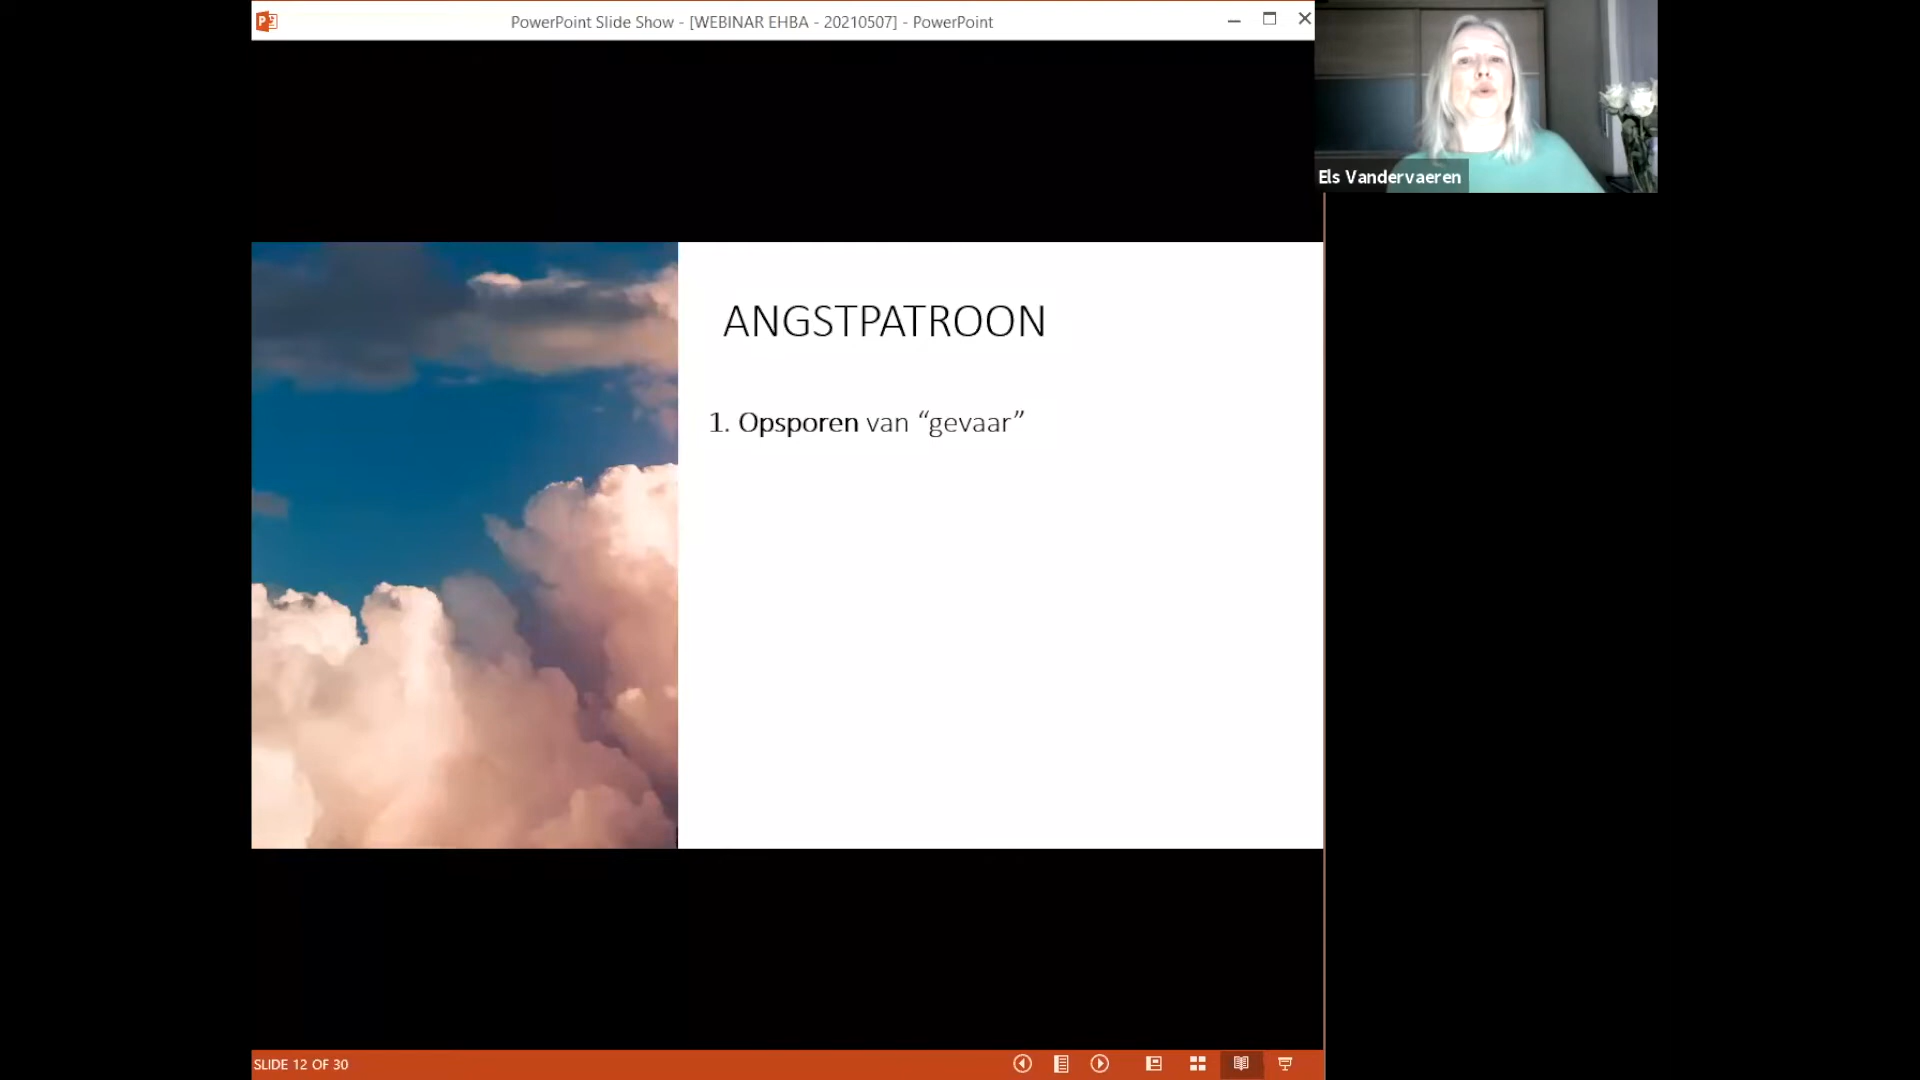 PowerPoint Slide Show - [WEBINAR EHBA - 20210507] - PowerPoint
Els Vandervaeren
ANGSTPATROON
1. Opsporen van “gevaar”
SLIDE 12 OF 30